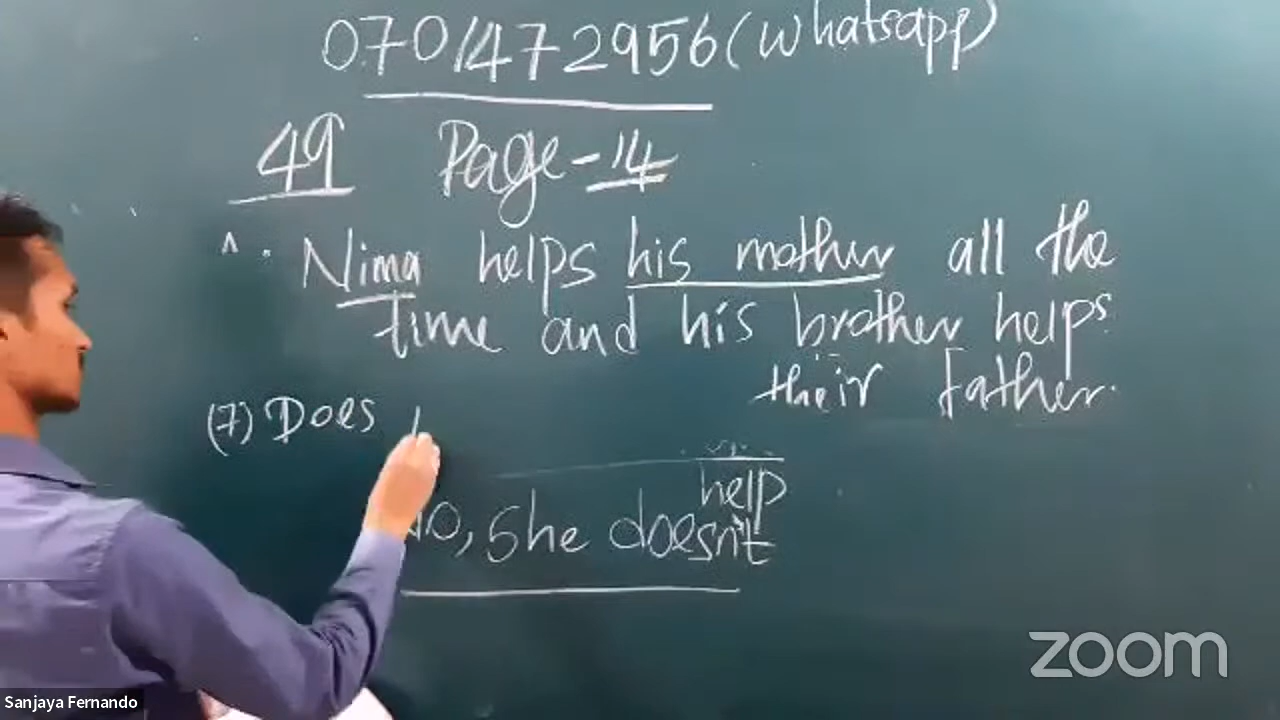 0701472956 (Whatsapp)
49 Page-14
Nima helps his mother all the
time and his brother helps
their father.
(7) Does
help
No, she doesn't
zoom
Sanjaya Fernando